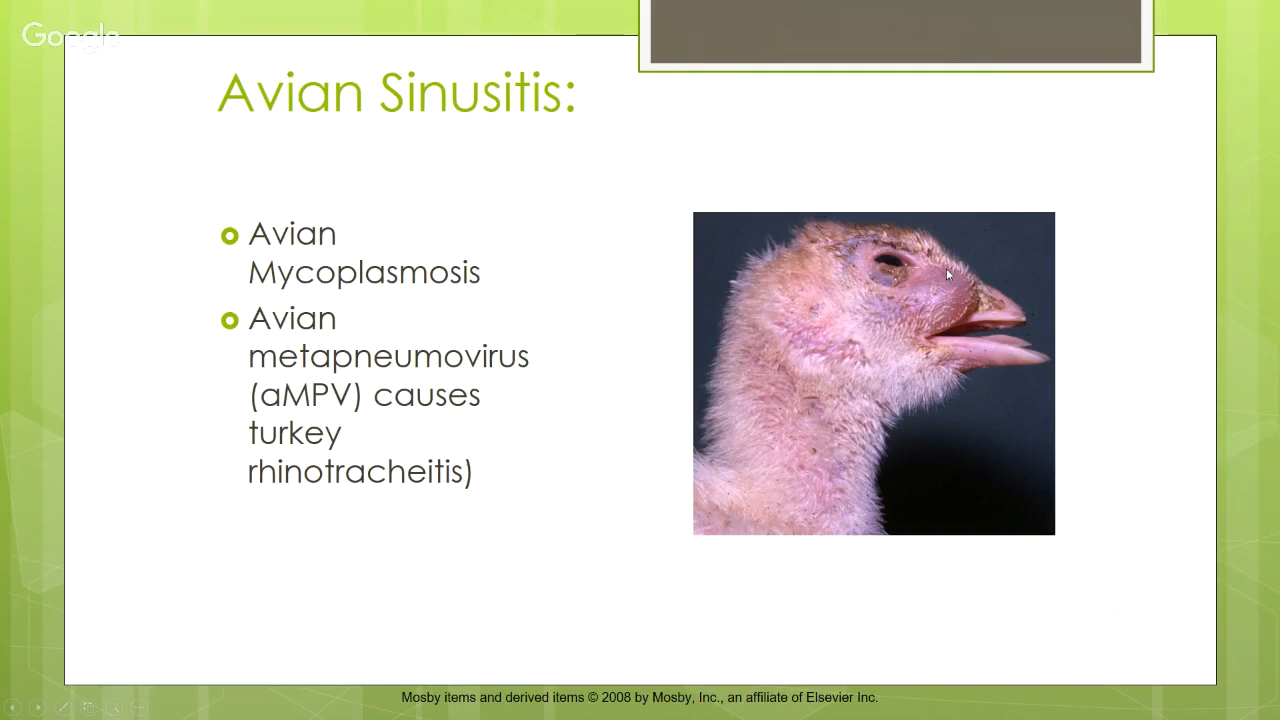 Google
Avian Sinusitis:
Avian
Mycoplasmosis
Avian
metapneumovirus
(aMPV) causes
turkey
rhinotracheitis)
Mosby items and derived items © 2008 by Mosby, Inc., an affiliate of Elsevier Inc.